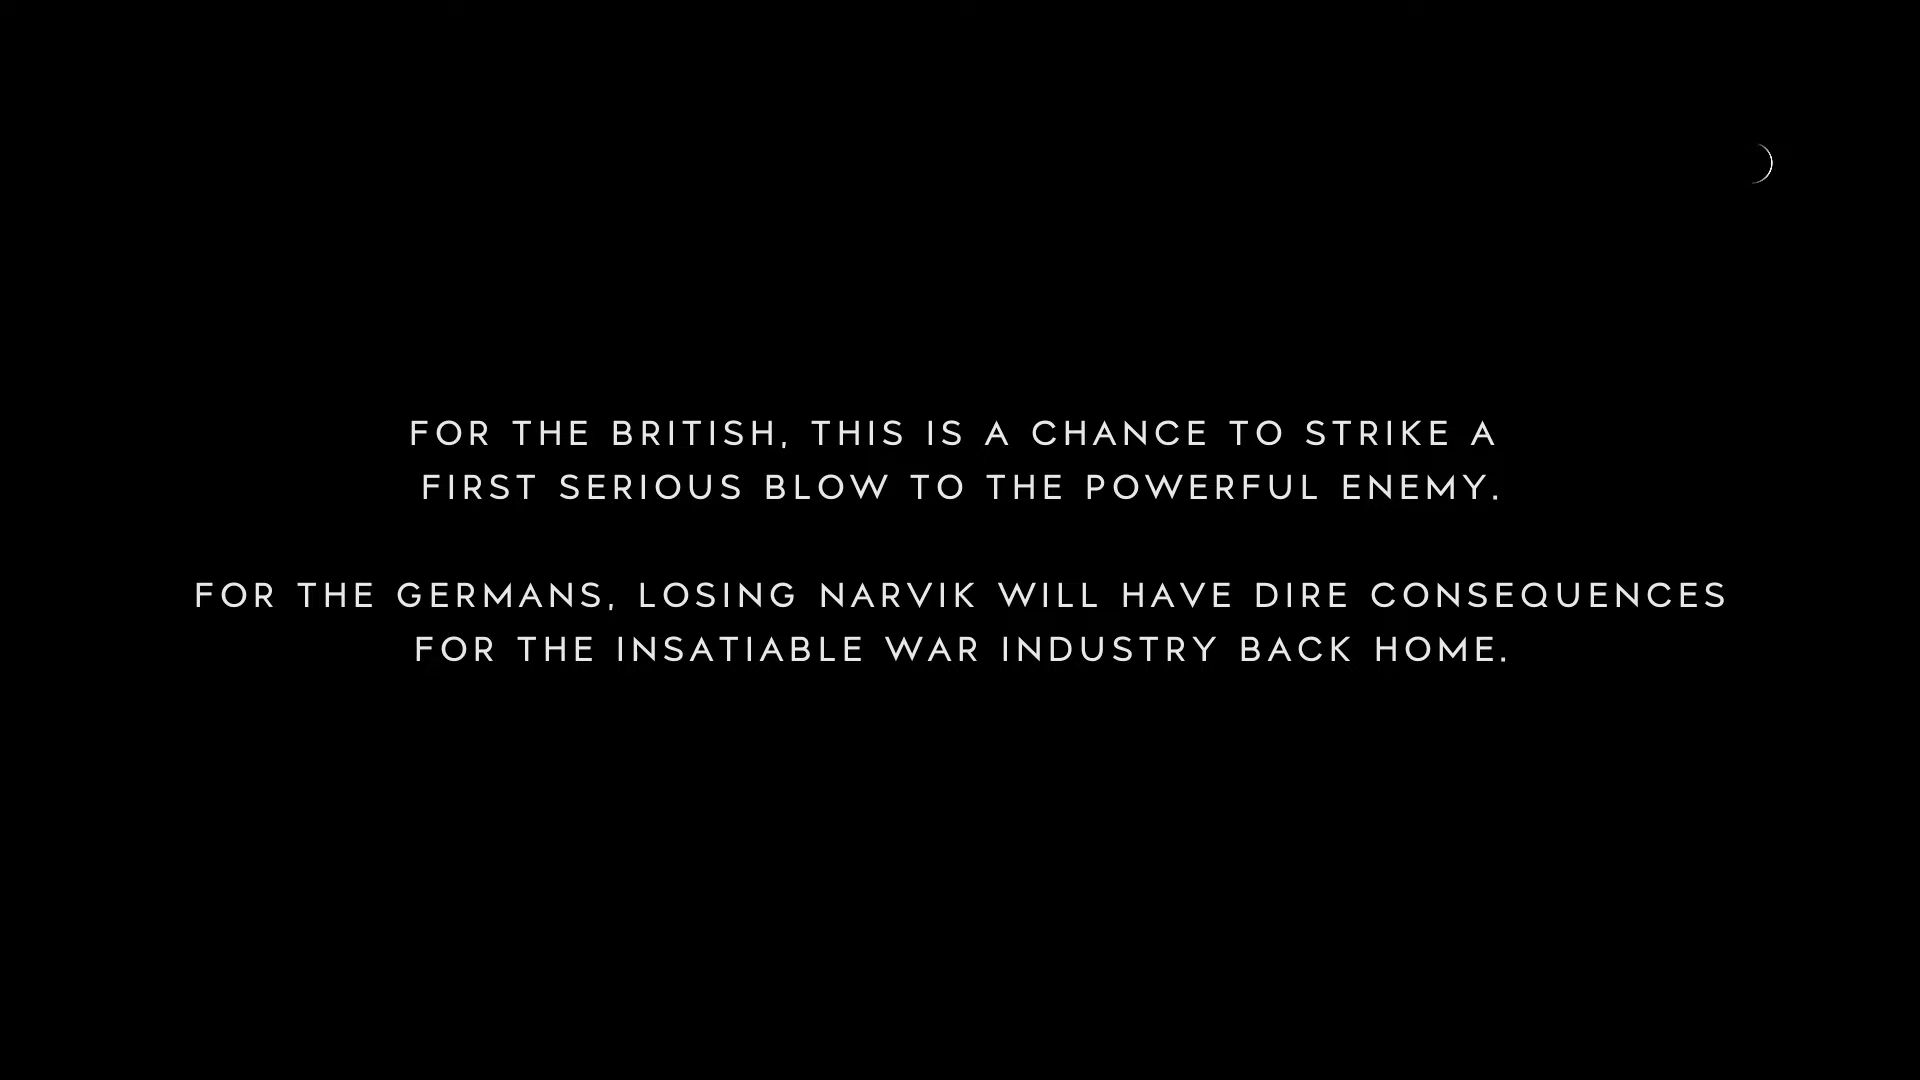 FOR THE BRITISH, THIS IS A CHANCE TO STRIKE A
FIRST SERIOUS BLOW TO THE POWERFUL ENEMY.
FOR THE GERMANS, LOSING NARVIK WILL HAVE DIRE CONSEQUENCES
FOR THE INSATIABLE WAR INDUSTRY BACK HOME.